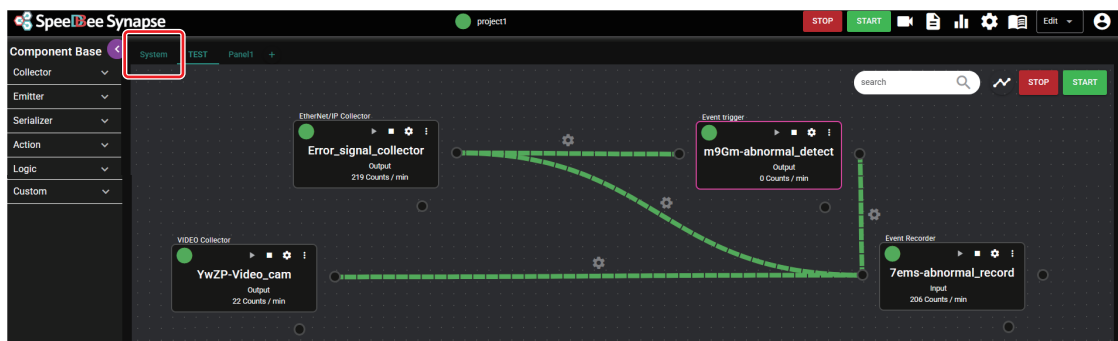 SpeeDBee Synapse
project1
STOP
START
Edit
Component Base
System
TEST
Panel1
+
Collector
Emitter
Serializer
Action
Logic
Custom
search
STOP
START
EtherNet/IP Collector
Error_signal_collector
Output
219 Counts / min
Event trigger
m9Gm-abnormal_detect
Output
0 Counts / min
VIDEO Collector
YwZP-Video_cam
Output
22 Counts / min
Event Recorder
7ems-abnormal_record
Input
206 Counts / min